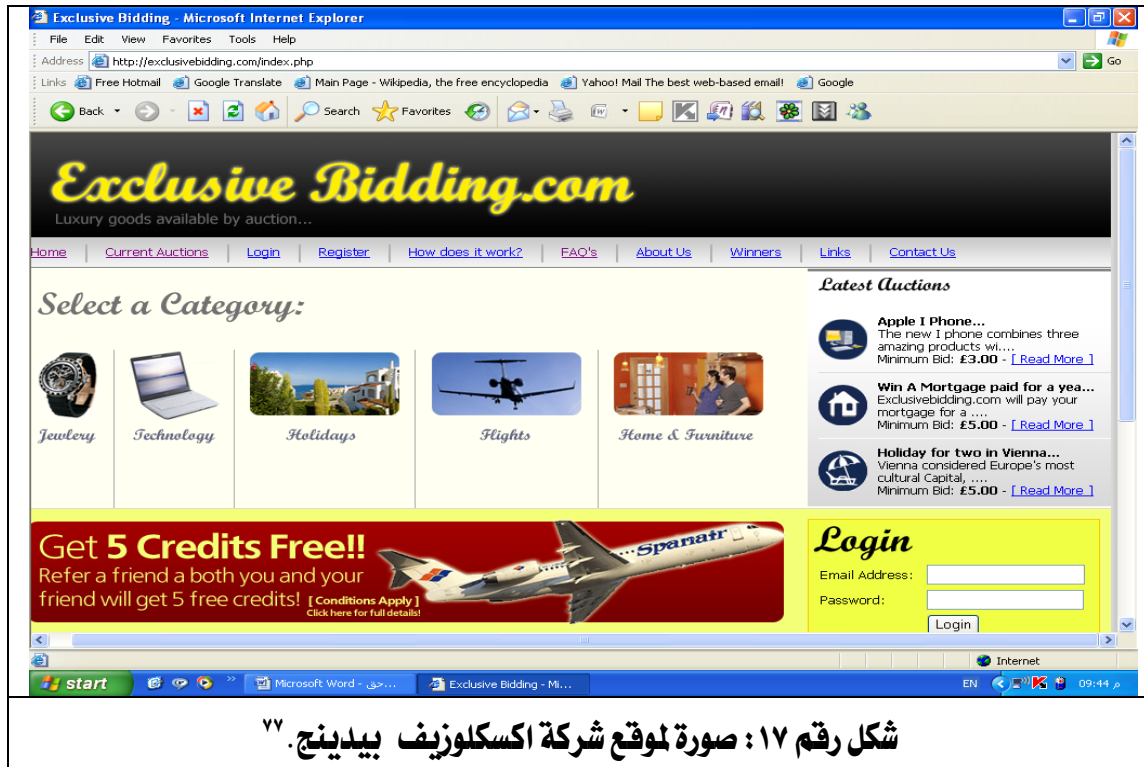 Exclusive Bidding - Microsoft Internet Explorer
File Edit View Favorites Tools Help
Address http://exclusivebidding.com/index.php Go
Links Free Hotmail Google Translate Main Page - Wikipedia, the free encyclopedia Yahoo! Mail The best web-based email! Google
Back Search Favorites
Exclusive Bidding.com
Luxury goods available by auction...
Home | Current Auctions | Login | Register | How does it work? | FAQ's | About Us | Winners | Links | Contact Us
Select a Category:
Jewlery
Technology
Holidays
Flights
Home & Furniture
Latest Auctions
Apple I Phone...
The new I phone combines three
amazing products wi....
Minimum Bid: £3.00 - [ Read More ]
Win A Mortgage paid for a yea...
Exclusivebidding.com will pay your
mortgage for a ....
Minimum Bid: £5.00 - [ Read More ]
Holiday for two in Vienna...
Vienna considered Europe's most
cultural Capital, ....
Minimum Bid: £5.00 - [ Read More ]
Get 5 Credits Free!!
Refer a friend a both you and your
friend will get 5 free credits! [ Conditions Apply ]
Click here for full details!
Spanair
Login
Email Address:
Password:
Login
Internet
start Microsoft Word - حق... Exclusive Bidding - Mi... EN 09:44 م
شكل رقم ١٧ : صورة لموقع شركة اكسكلوزيف بيدينج. ٧٧